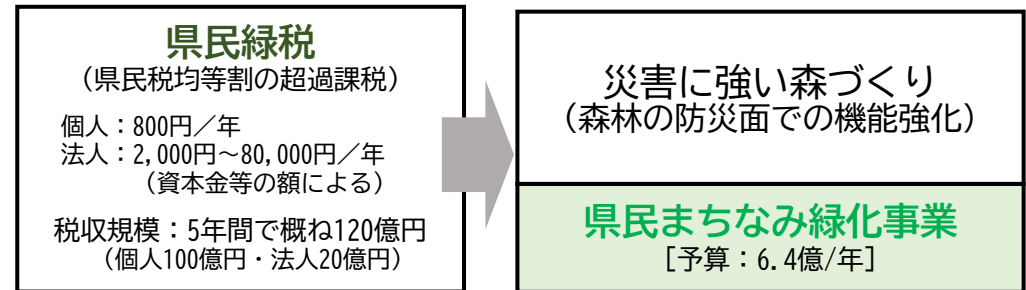 県民緑税
（県民税均等割の超過課税）
個人：800円／年
法人：2,000円～80,000円／年
（資本金等の額による）
税収規模：5年間で概ね120億円
（個人100億円・法人20億円）
災害に強い森づくり
（森林の防災面での機能強化）
県民まちなみ緑化事業
［予算：6.4億/年］